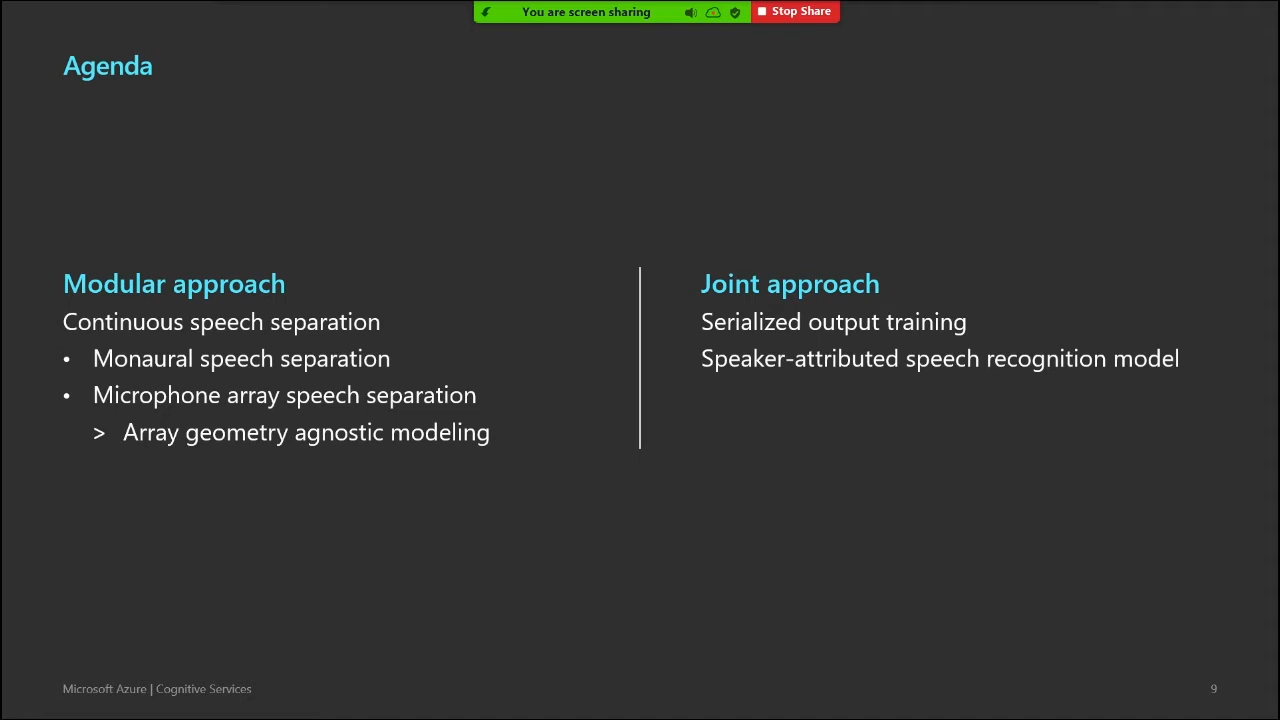 You are screen sharing
Stop Share
Agenda
Modular approach
Continuous speech separation
• Monaural speech separation
• Microphone array speech separation
> Array geometry agnostic modeling
Joint approach
Serialized output training
Speaker-attributed speech recognition model
Microsoft Azure | Cognitive Services
9